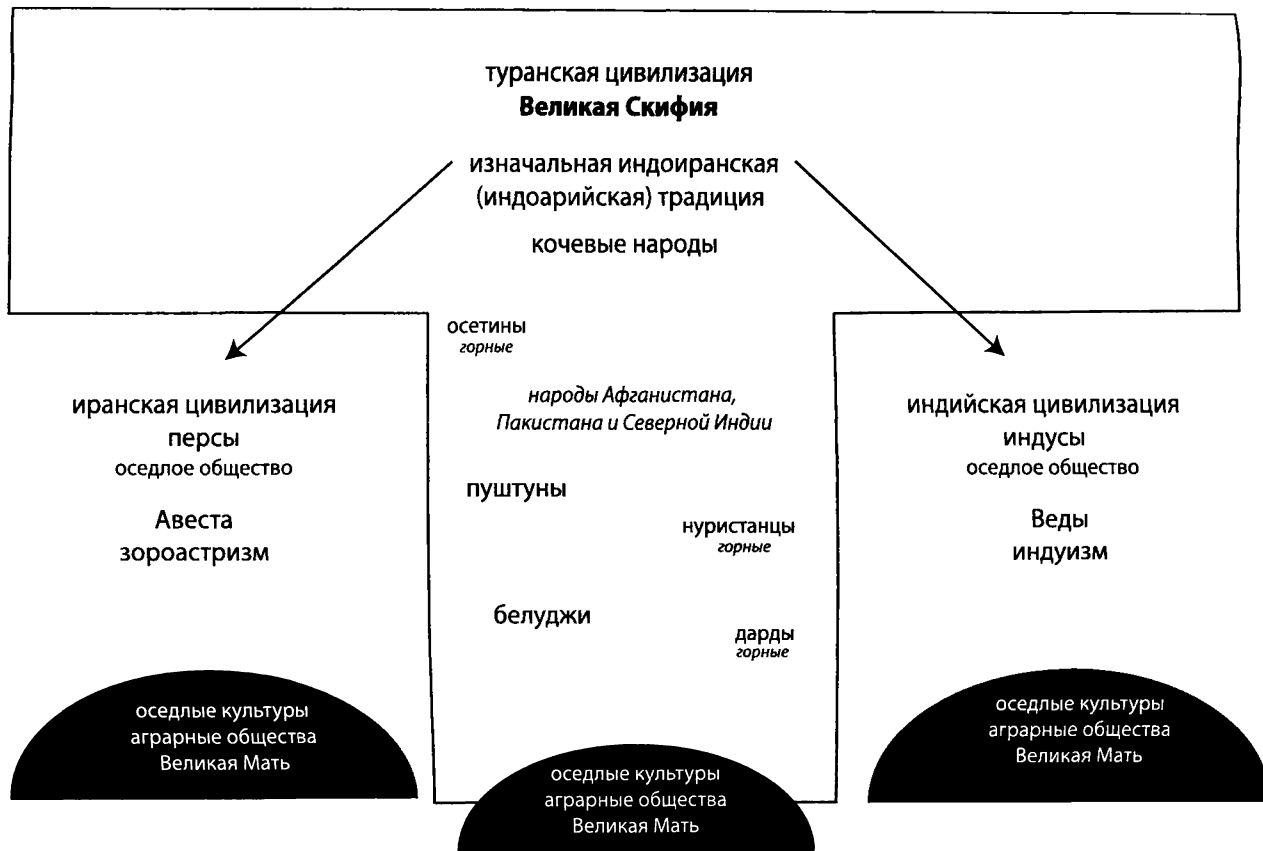 туранская цивилизация
Великая Скифия
изначальная индоиранская
(индоарийская) традиция
кочевые народы
осетины
горные
народы Афганистана,
Пакистана и Северной Индии
иранская цивилизация
персы
оседлое общество
Авеста
зороастризм
пуштуны
нуристанцы
горные
белуджи
дарды
горные
индийская цивилизация
индусы
оседлое общество
Веды
индуизм
оседлые культуры
аграрные общества
Великая Мать
оседлые культуры
аграрные общества
Великая Мать
оседлые культуры
аграрные общества
Великая Мать